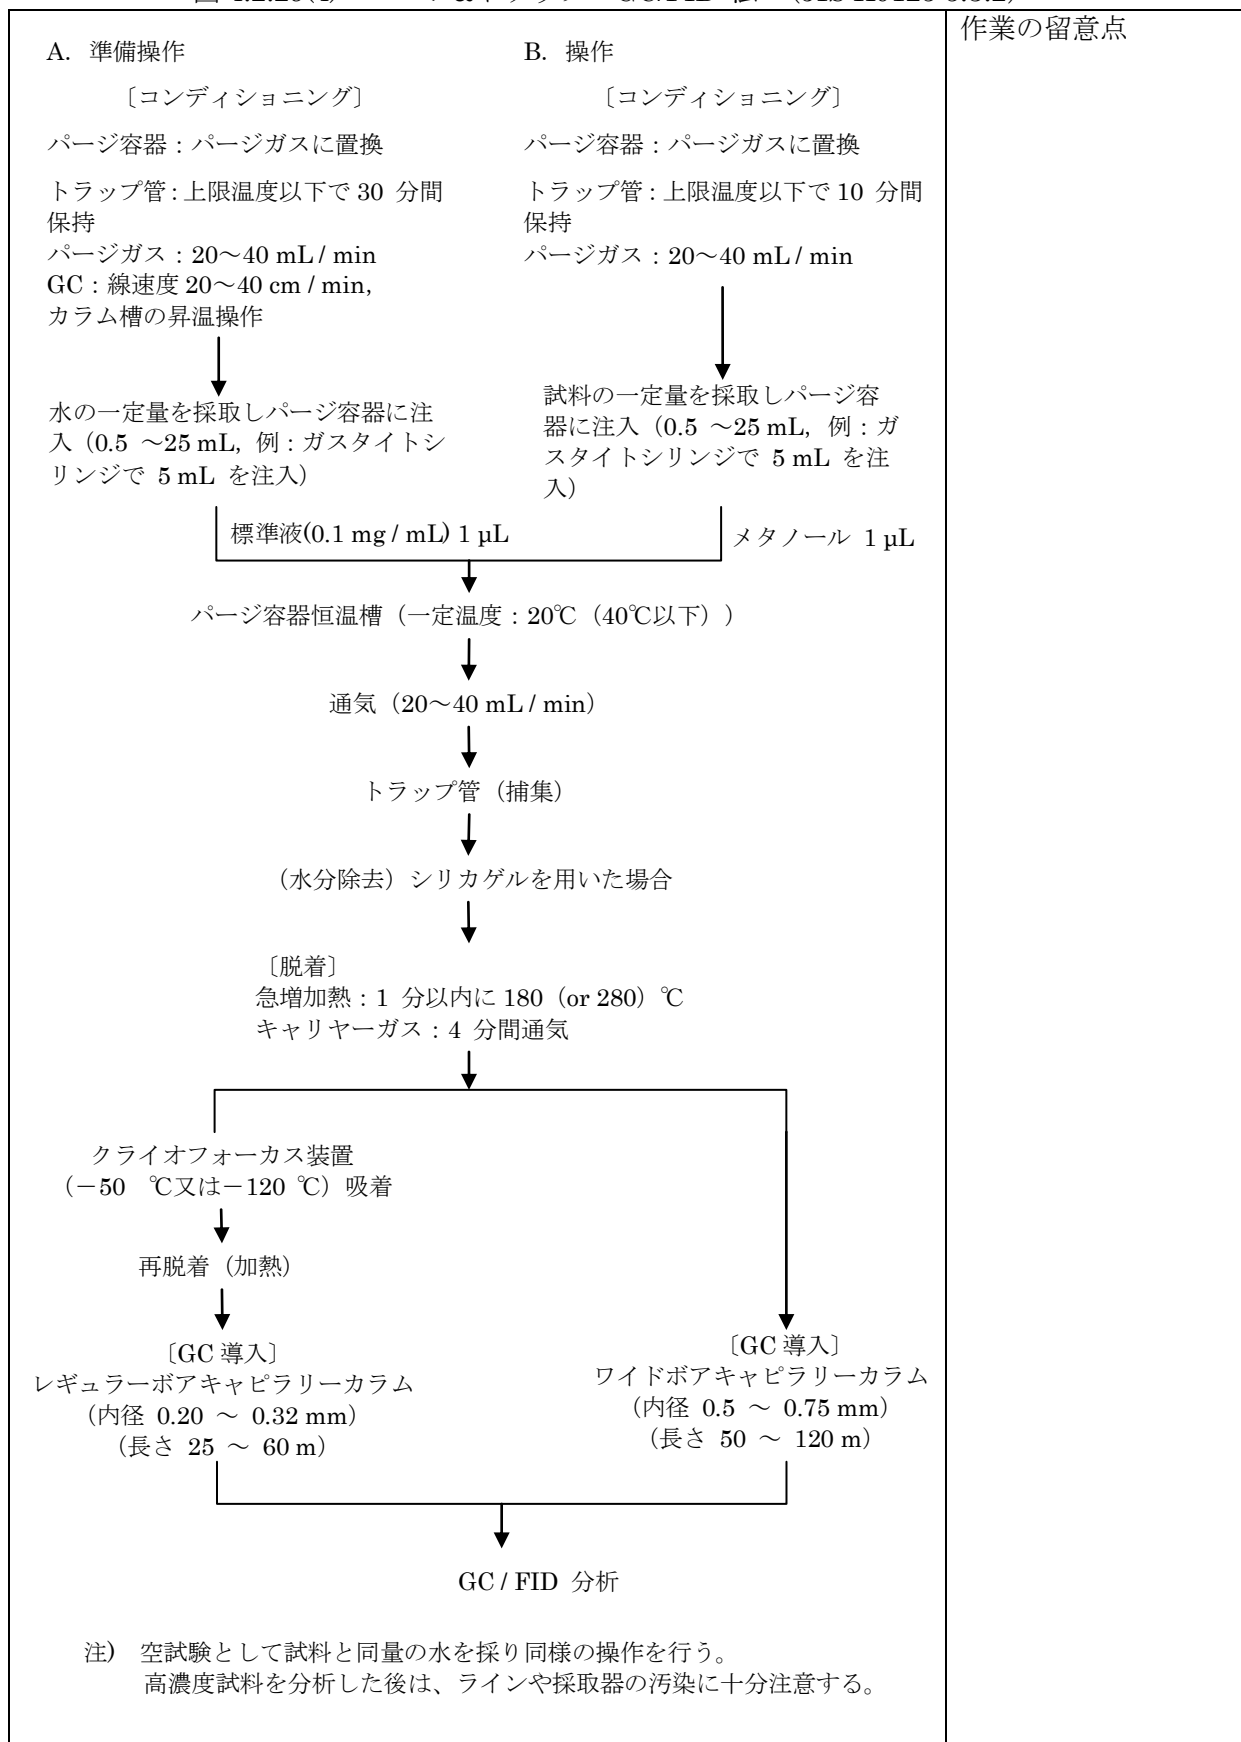 作業の留意点
A. 準備操作
〔コンディショニング〕
パージ容器：パージガスに置換
トラップ管：上限温度以下で 30 分間
保持
パージガス：20～40 mL / min
GC：線速度 20～40 cm / min,
カラム槽の昇温操作
水の一定量を採取しパージ容器に注
入（0.5 ～25 mL, 例：ガスタイトシ
リンジで 5 mL を注入）
標準液(0.1 mg / mL) 1 µL
B. 操作
〔コンディショニング〕
パージ容器：パージガスに置換
トラップ管：上限温度以下で 10 分間
保持
パージガス：20～40 mL / min
試料の一定量を採取しパージ容
器に注入（0.5 ～25 mL, 例：ガ
スタイトシリンジで 5 mL を注
入）
メタノール 1 µL
パージ容器恒温槽（一定温度：20℃（40℃以下））
通気（20～40 mL / min）
トラップ管（捕集）
（水分除去）シリカゲルを用いた場合
〔脱着〕
急増加熱：1 分以内に 180（or 280）℃
キャリヤーガス：4 分間通気
クライオフォーカス装置
（－50 ℃又は－120 ℃）吸着
再脱着（加熱）
〔GC 導入〕
レギュラーボアキャピラリーカラム
（内径 0.20 ～ 0.32 mm）
（長さ 25 ～ 60 m）
〔GC 導入〕
ワイドボアキャピラリーカラム
（内径 0.5 ～ 0.75 mm）
（長さ 50 ～ 120 m）
GC / FID 分析
注) 空試験として試料と同量の水を採り同様の操作を行う。
高濃度試料を分析した後は、ラインや採取器の汚染に十分注意する。